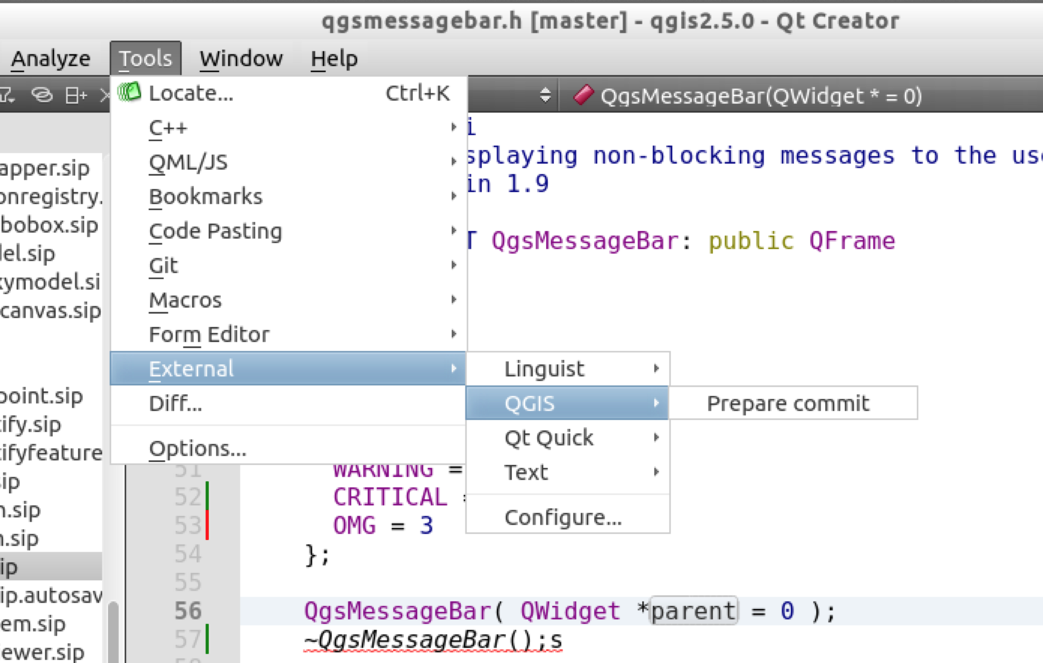 qgsmessagebar.h [master] - qgis2.5.0 - Qt Creator
Analyze Tools Window Help
QgsMessageBar(QWidget * = 0)
Locate... Ctrl+K
C++
QML/JS
Bookmarks
Code Pasting
Git
Macros
Form Editor
External
Diff...
Options...
Linguist
QGIS
Qt Quick
Text
Configure...
Prepare commit
apper.sip
onregistry.
bobox.sip
lel.sip
kymodel.si
canvas.sip
point.sip
ify.sip
ifyfeature
sip
n.sip
n.sip
ip
ip.autosav
em.sip
ewer.sip
i
splaying non-blocking messages to the use
in 1.9
T QgsMessageBar: public QFrame
51 WARNING =
52 CRITICAL =
53 OMG = 3
54 };
55
56 QgsMessageBar( QWidget *parent = 0 );
57 ~QgsMessageBar();s